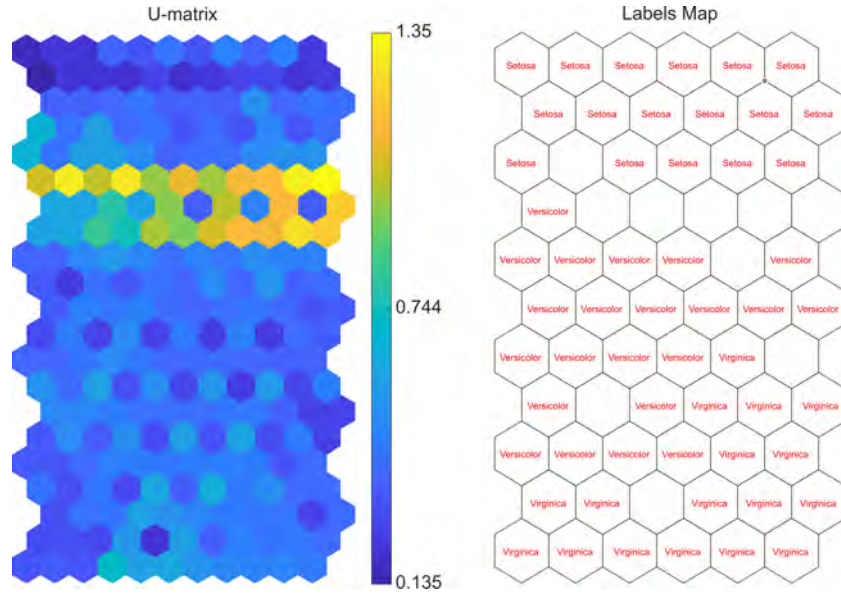 U-matrix
1.35
0.744
0.135
Labels Map
Setosa Setosa Setosa Setosa Setosa Setosa
Setosa Setosa Setosa Setosa Setosa Setosa
Setosa Setosa Setosa Setosa Setosa
Versicolor
Versicolor Versicolor Versicolor Versicolor Versicolor
Versicolor Versicolor Versicolor Versicolor Versicolor Versicolor
Versicolor Versicolor Versicolor Versicolor Virginica
Versicolor Versicolor Virginica Virginica Virginica
Versicolor Versicolor Versicolor Versicolor Virginica Virginica
Virginica Virginica Virginica Virginica Virginica
Virginica Virginica Virginica Virginica Virginica Virginica